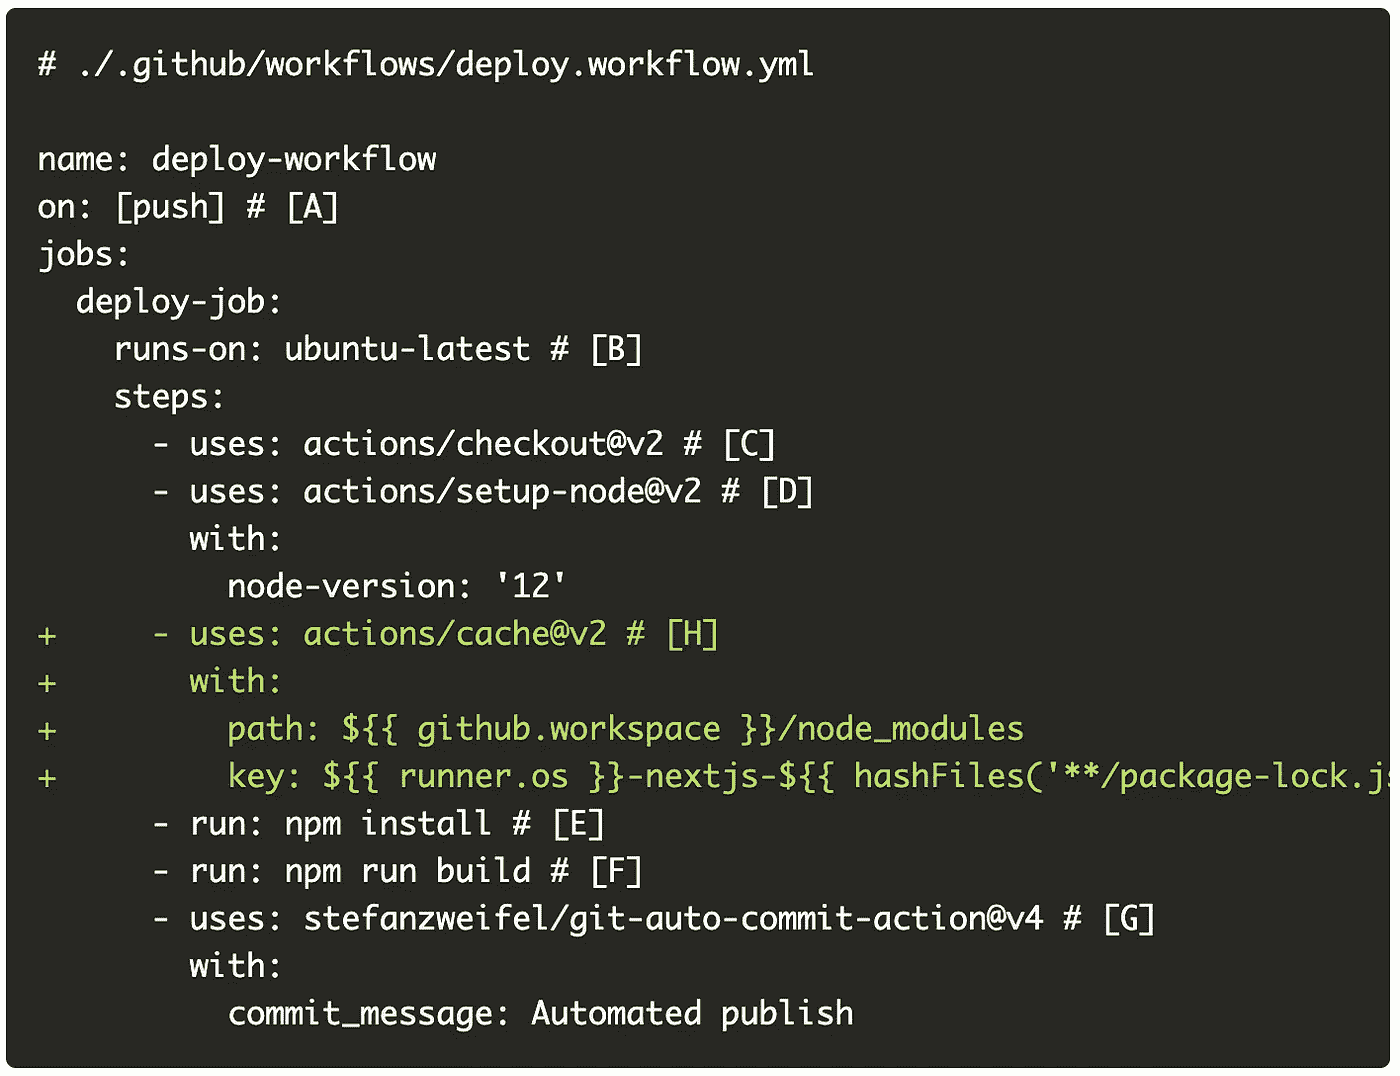 # ./.github/workflows/deploy.workflow.yml
name: deploy-workflow
on: [push] # [A]
jobs:
  deploy-job:
    runs-on: ubuntu-latest # [B]
    steps:
      - uses: actions/checkout@v2 # [C]
      - uses: actions/setup-node@v2 # [D]
        with:
          node-version: '12'
+     - uses: actions/cache@v2 # [H]
+       with:
+         path: ${{ github.workspace }}/node_modules
+         key: ${{ runner.os }}-nextjs-${{ hashFiles('**/package-lock.js
      - run: npm install # [E]
      - run: npm run build # [F]
      - uses: stefanzweifel/git-auto-commit-action@v4 # [G]
        with:
          commit_message: Automated publish